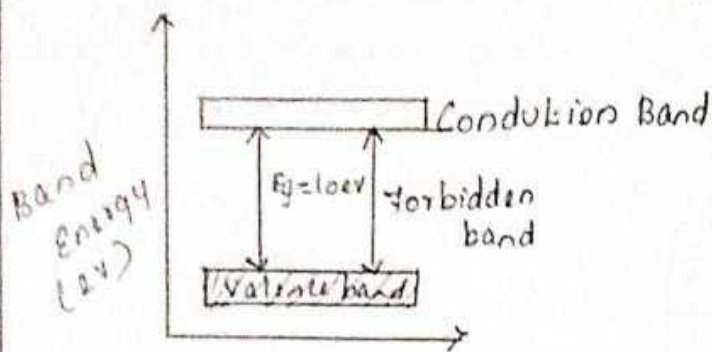 Condukion Band
Band
Energy
(ev)
Eg=10ev
forbidden
band
Valence band